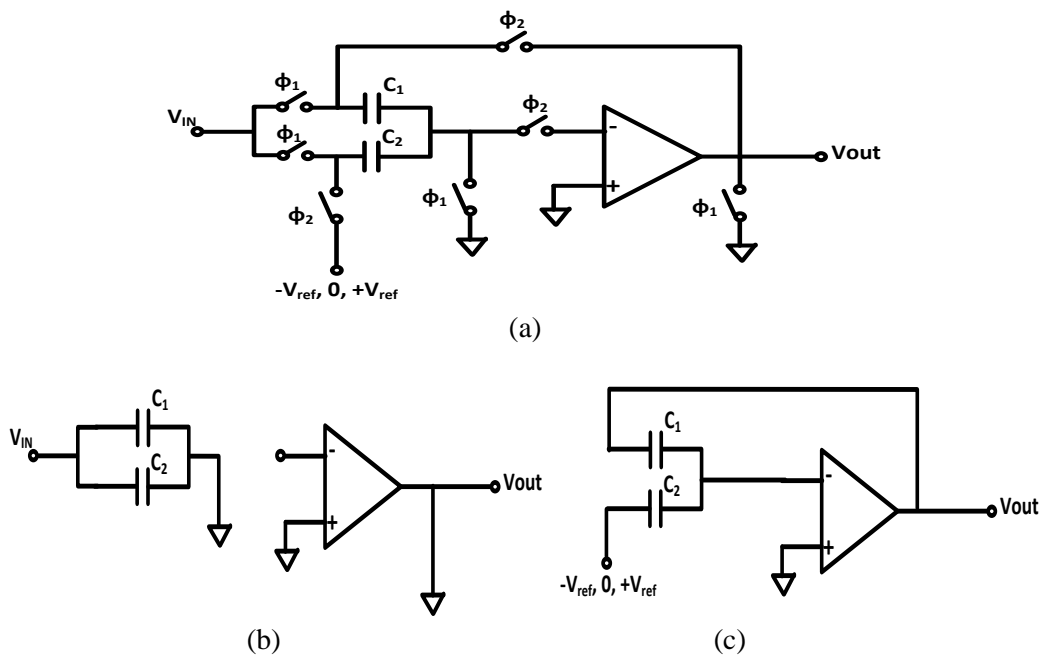 ϕ2
ϕ1
C1
VIN
ϕ1
C2
ϕ2
-
+
Vout
ϕ2
ϕ1
ϕ1
-Vref, 0, +Vref
(a)
C1
VIN
C2
-
+
Vout
(b)
C1
C2
-
+
Vout
-Vref, 0, +Vref
(c)